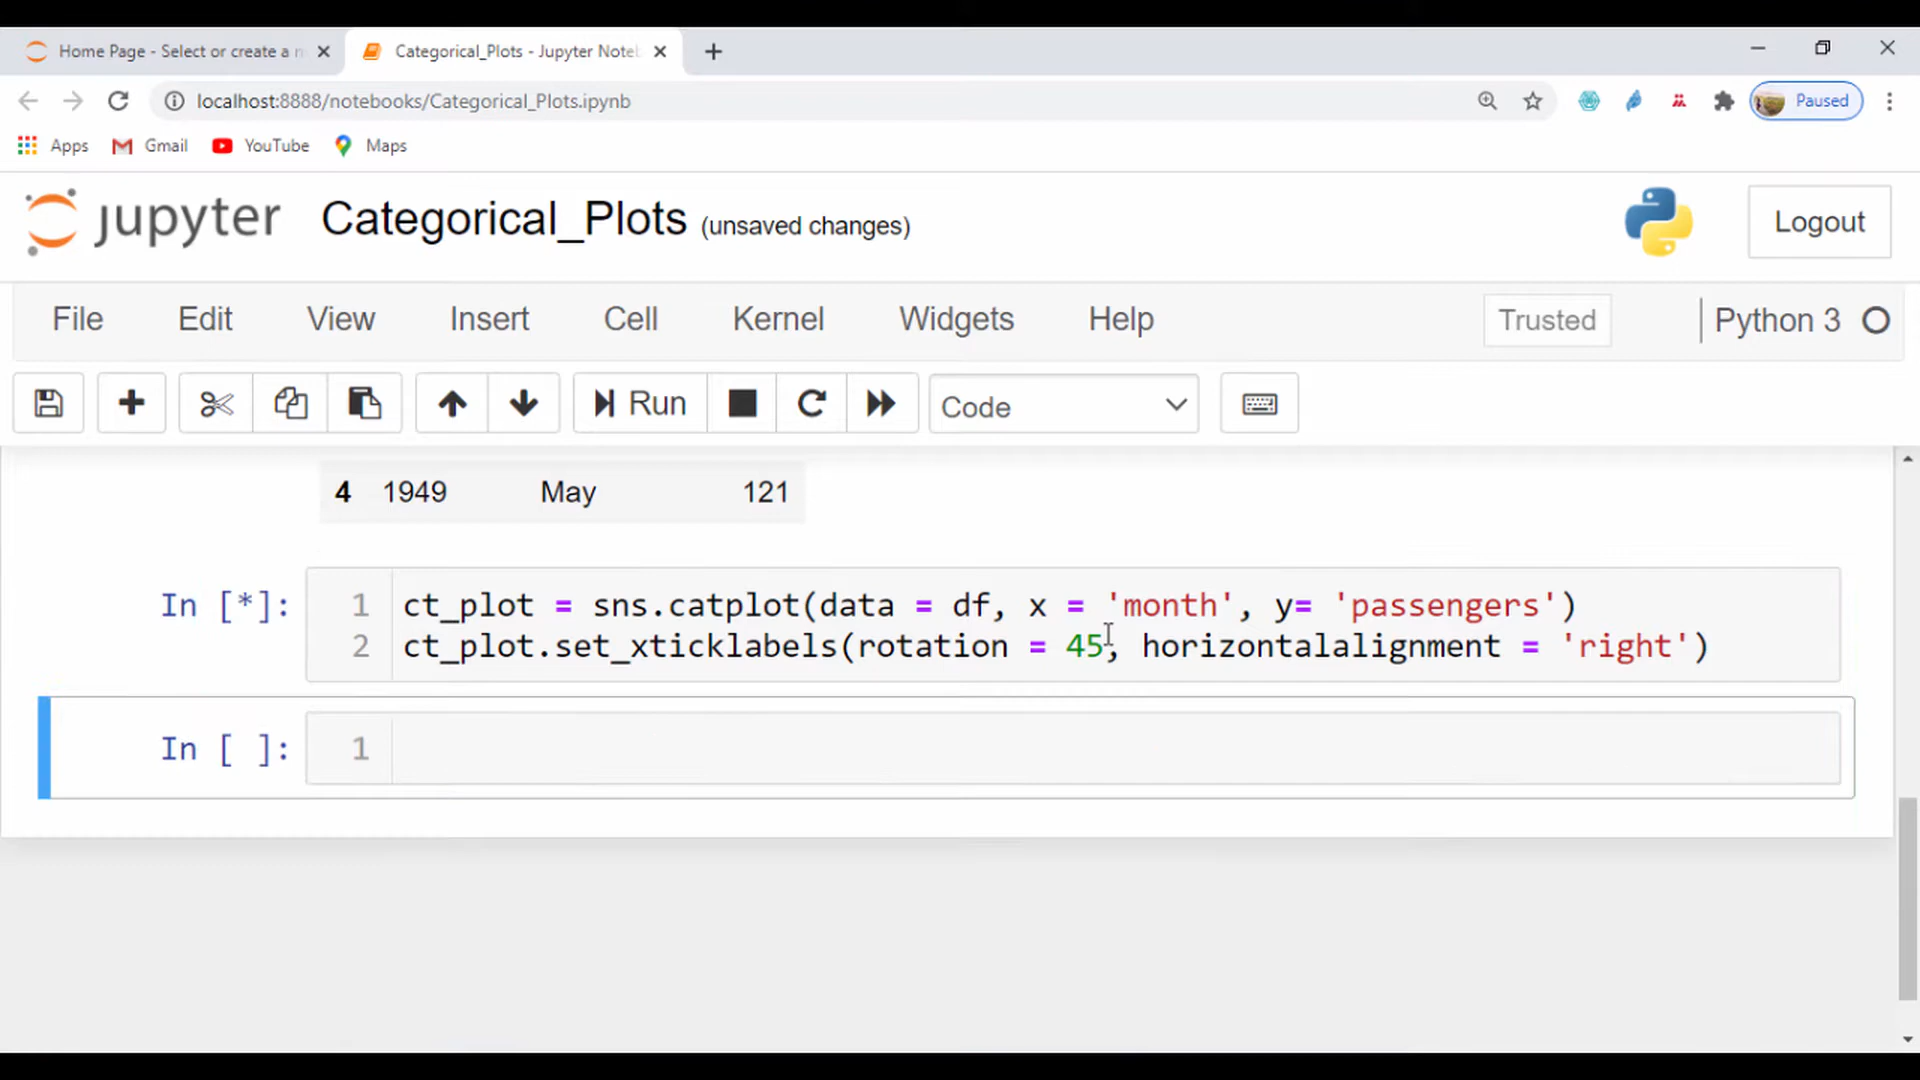 Home Page - Select or create a n
Categorical_Plots - Jupyter Noteb
localhost:8888/notebooks/Categorical_Plots.ipynb
Paused
Apps
Gmail
YouTube
Maps
jupyter
Categorical_Plots (unsaved changes)
Logout
File
Edit
View
Insert
Cell
Kernel
Widgets
Help
Trusted
Python 3
Run
Code
4 1949 May 121
In [*]:
1 ct_plot = sns.catplot(data = df, x = 'month', y= 'passengers')
2 ct_plot.set_xticklabels(rotation = 45, horizontalalignment = 'right')
In [ ]:
1